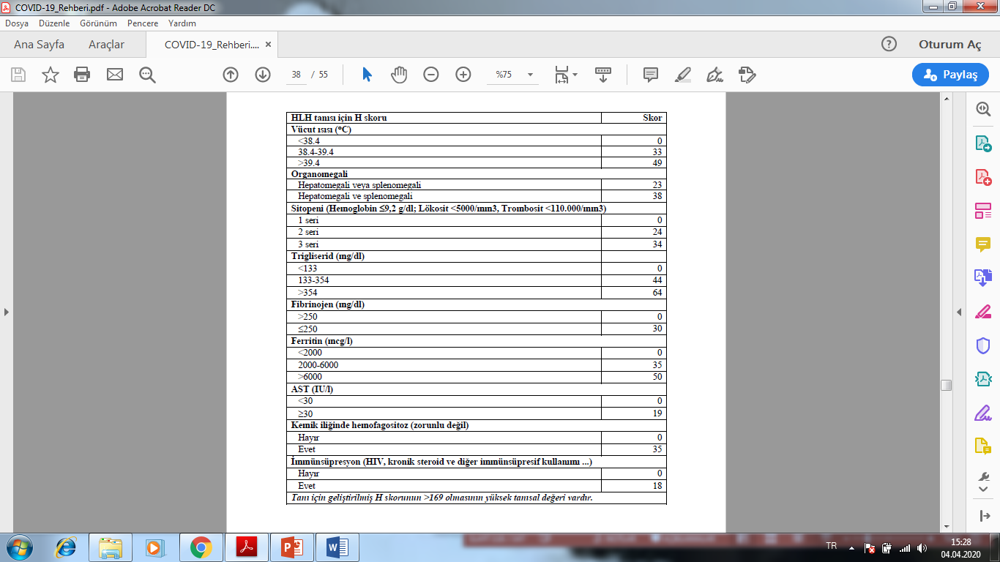 COVID-19_Rehberi.pdf - Adobe Acrobat Reader DC
Dosya Düzenle Görünüm Pencere Yardım
Ana Sayfa Araçlar COVID-19_Rehberi.... × ? Oturum Aç
38 / 55 %75 Paylaş
HLH tanısı için H skoru Skor
Vücut ısısı (°C)
<38.4 0
38.4-39.4 33
>39.4 49
Organomegali
Hepatomegali veya splenomegali 23
Hepatomegali ve splenomegali 38
Sitopeni (Hemoglobin ≤9,2 g/dl; Lökosit <5000/mm3, Trombosit <110.000/mm3)
1 seri 0
2 seri 24
3 seri 34
Trigliserid (mg/dl)
<133 0
133-354 44
>354 64
Fibrinojen (mg/dl)
>250 0
≤250 30
Ferritin (mcg/l)
<2000 0
2000-6000 35
>6000 50
AST (IU/l)
<30 0
≥30 19
Kemik iliğinde hemofagositoz (zorunlu değil)
Hayır 0
Evet 35
İmmünsüpresyon (HIV, kronik steroid ve diğer immünsüpresif kullanımı ...)
Hayır 0
Evet 18
Tanı için geliştirilmiş H skorunun >169 olmasının yüksek tanısal değeri vardır.
TR 15:28
04.04.2020